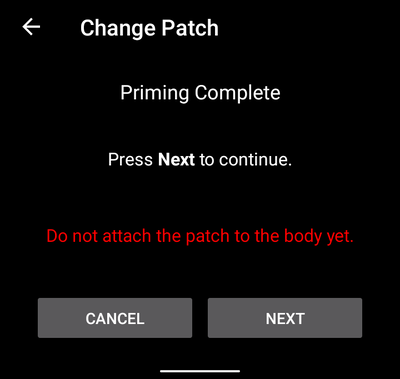 Change Patch
Priming Complete
Press Next to continue.
Do not attach the patch to the body yet.
CANCEL
NEXT